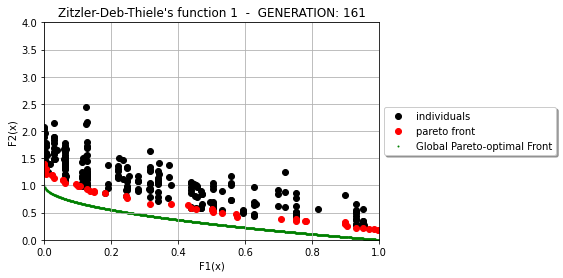 Zitzler-Deb-Thiele's function 1 - GENERATION: 161
4.0
3.5
3.0
2.5
2.0
1.5
1.0
0.5
0.0
F2(x)
0.0 0.2 0.4 0.6 0.8 1.0
F1(x)
individuals
pareto front
Global Pareto-optimal Front